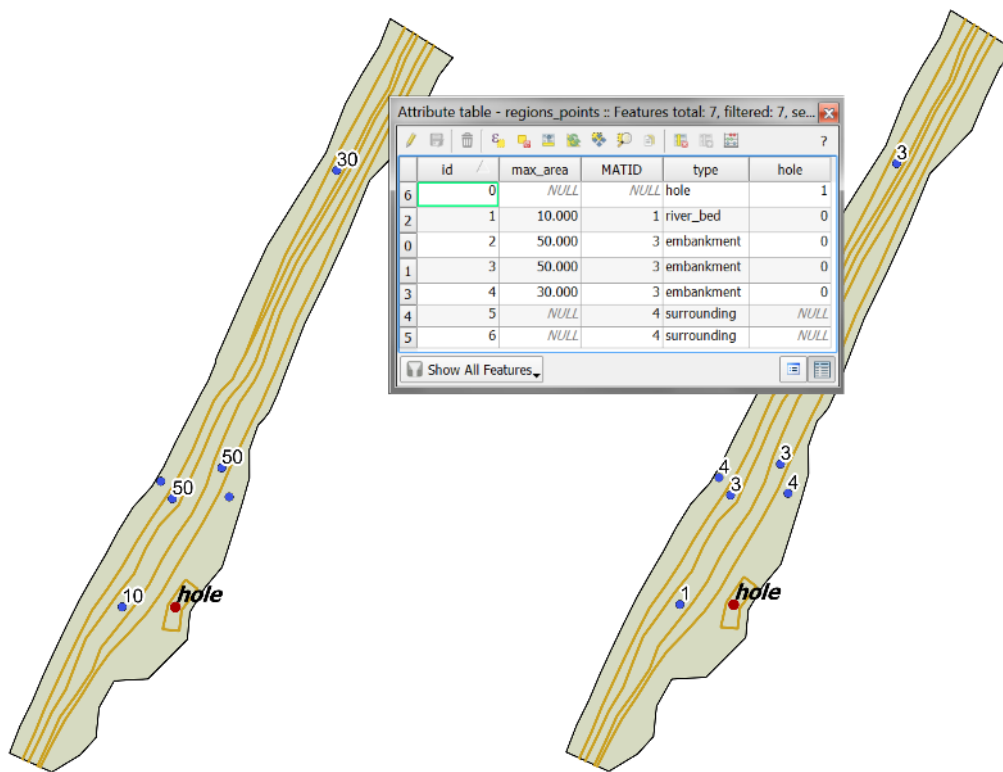 30
3
Attribute table - regions_points :: Features total: 7, filtered: 7, se...
?
id max_area MATID type hole
6 0 NULL NULL hole 1
2 1 10.000 1 river_bed 0
0 2 50.000 3 embankment 0
1 3 50.000 3 embankment 0
3 4 30.000 3 embankment 0
4 5 NULL 4 surrounding NULL
5 6 NULL 4 surrounding NULL
Show All Features
50
50
10
hole
4
3
3
4
1
hole